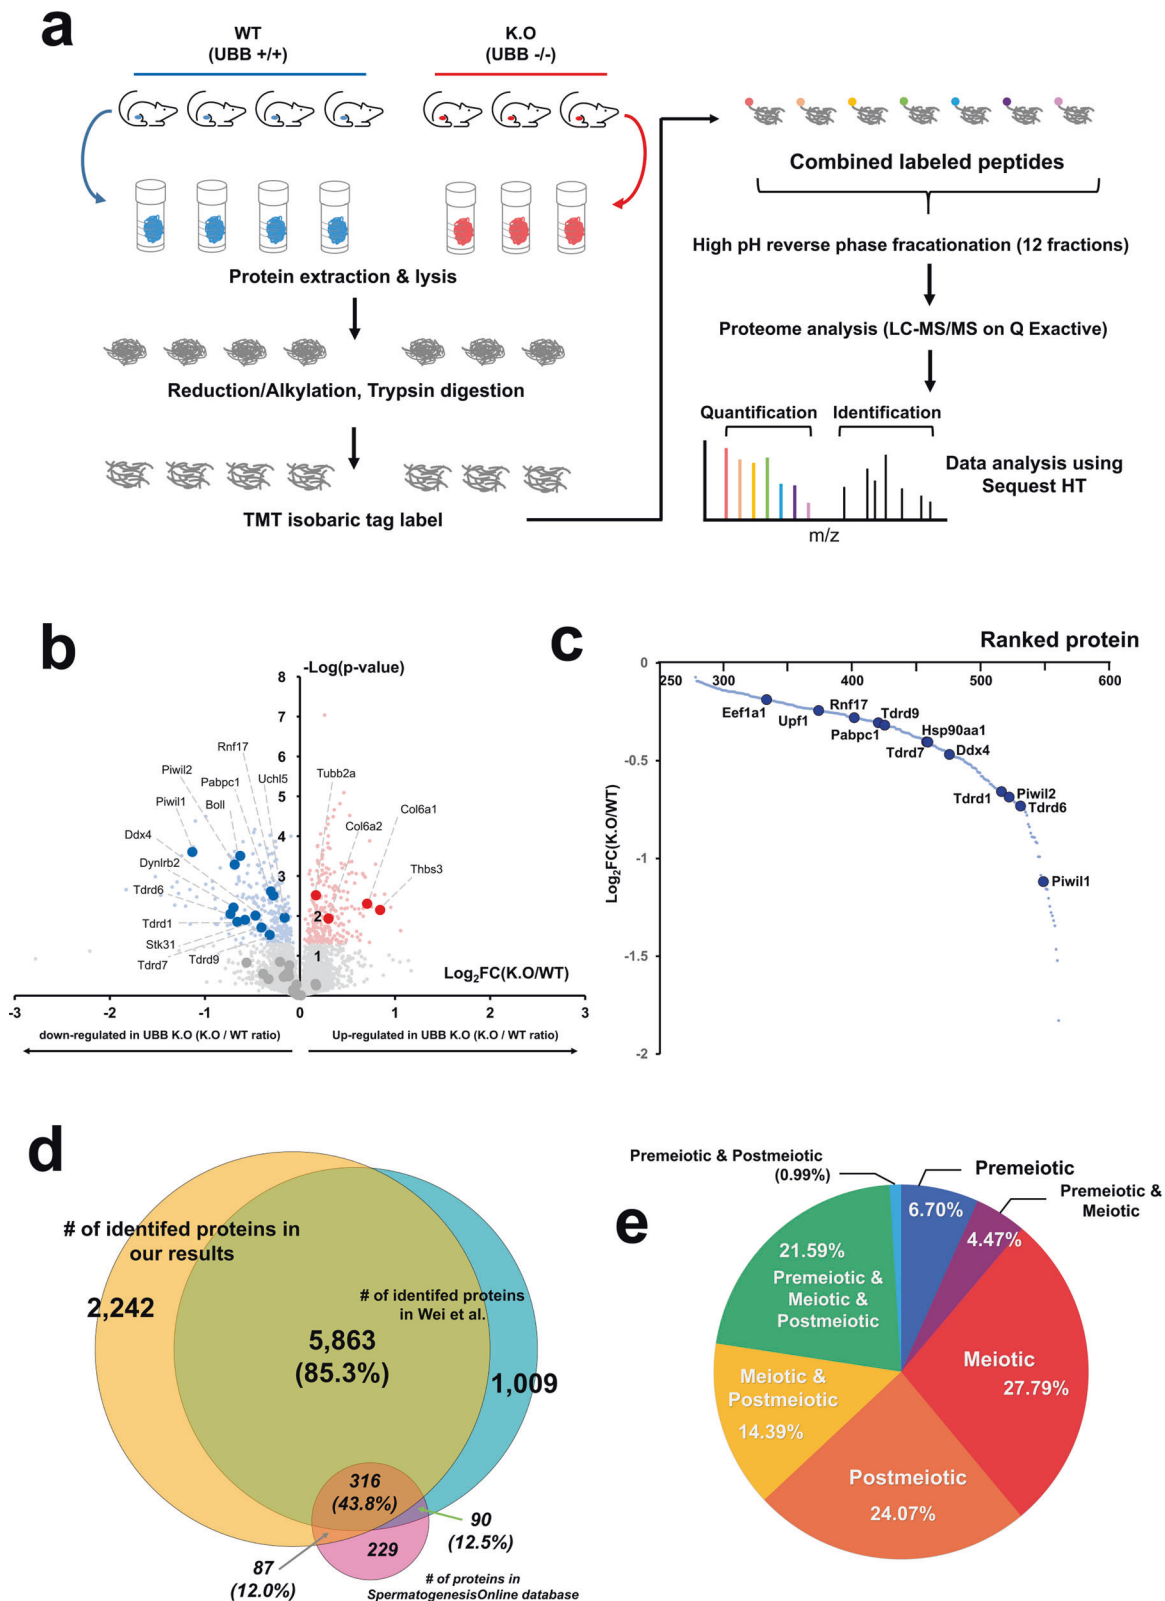 a
WT
(UBB +/+)
K.O
(UBB -/-)
Protein extraction & lysis
Reduction/Alkylation, Trypsin digestion
TMT isobaric tag label
Combined labeled peptides
High pH reverse phase fracationation (12 fractions)
Proteome analysis (LC-MS/MS on Q Exactive)
Quantification
Identification
Data analysis using
Sequest HT
m/z
b
-Log(p-value)
8
7
6
5
4
3
2
1
Rnf17
Piwil2
Pabpc1
Uchl5
Tubb2a
Piwil1
Boll
Col6a1
Col6a2
Ddx4
Dynlrb2
Thbs3
Tdrd6
Tdrd1
Stk31
Tdrd7
Tdrd9
Log2FC(K.O/WT)
-3
-2
-1
0
1
2
3
down-regulated in UBB K.O (K.O / WT ratio)
Up-regulated in UBB K.O (K.O / WT ratio)
c
Ranked protein
0
250
300
400
500
600
Eef1a1
Upf1
Rnf17
Pabpc1
Tdrd9
Tdrd7
Hsp90aa1
Ddx4
-0.5
Tdrd1
Piwil2
Tdrd6
Log2FC(K.O/WT)
-1
Piwil1
-1.5
-2
d
# of identifed proteins in
our results
2,242
# of identifed proteins
in Wei et al.
5,863
(85.3%)
1,009
316
(43.8%)
90
(12.5%)
87
(12.0%)
229
# of proteins in
SpermatogenesisOnline database
e
Premeiotic & Postmeiotic
(0.99%)
Premeiotic
6.70%
Premeiotic &
Meiotic
4.47%
21.59%
Premeiotic &
Meiotic &
Postmeiotic
Meiotic
27.79%
Meiotic &
Postmeiotic
14.39%
Postmeiotic
24.07%